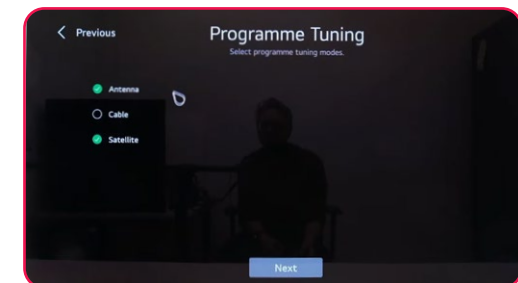 Previous
Programme Tuning
Select programme tuning modes.
Antenna
Cable
Satellite
Next